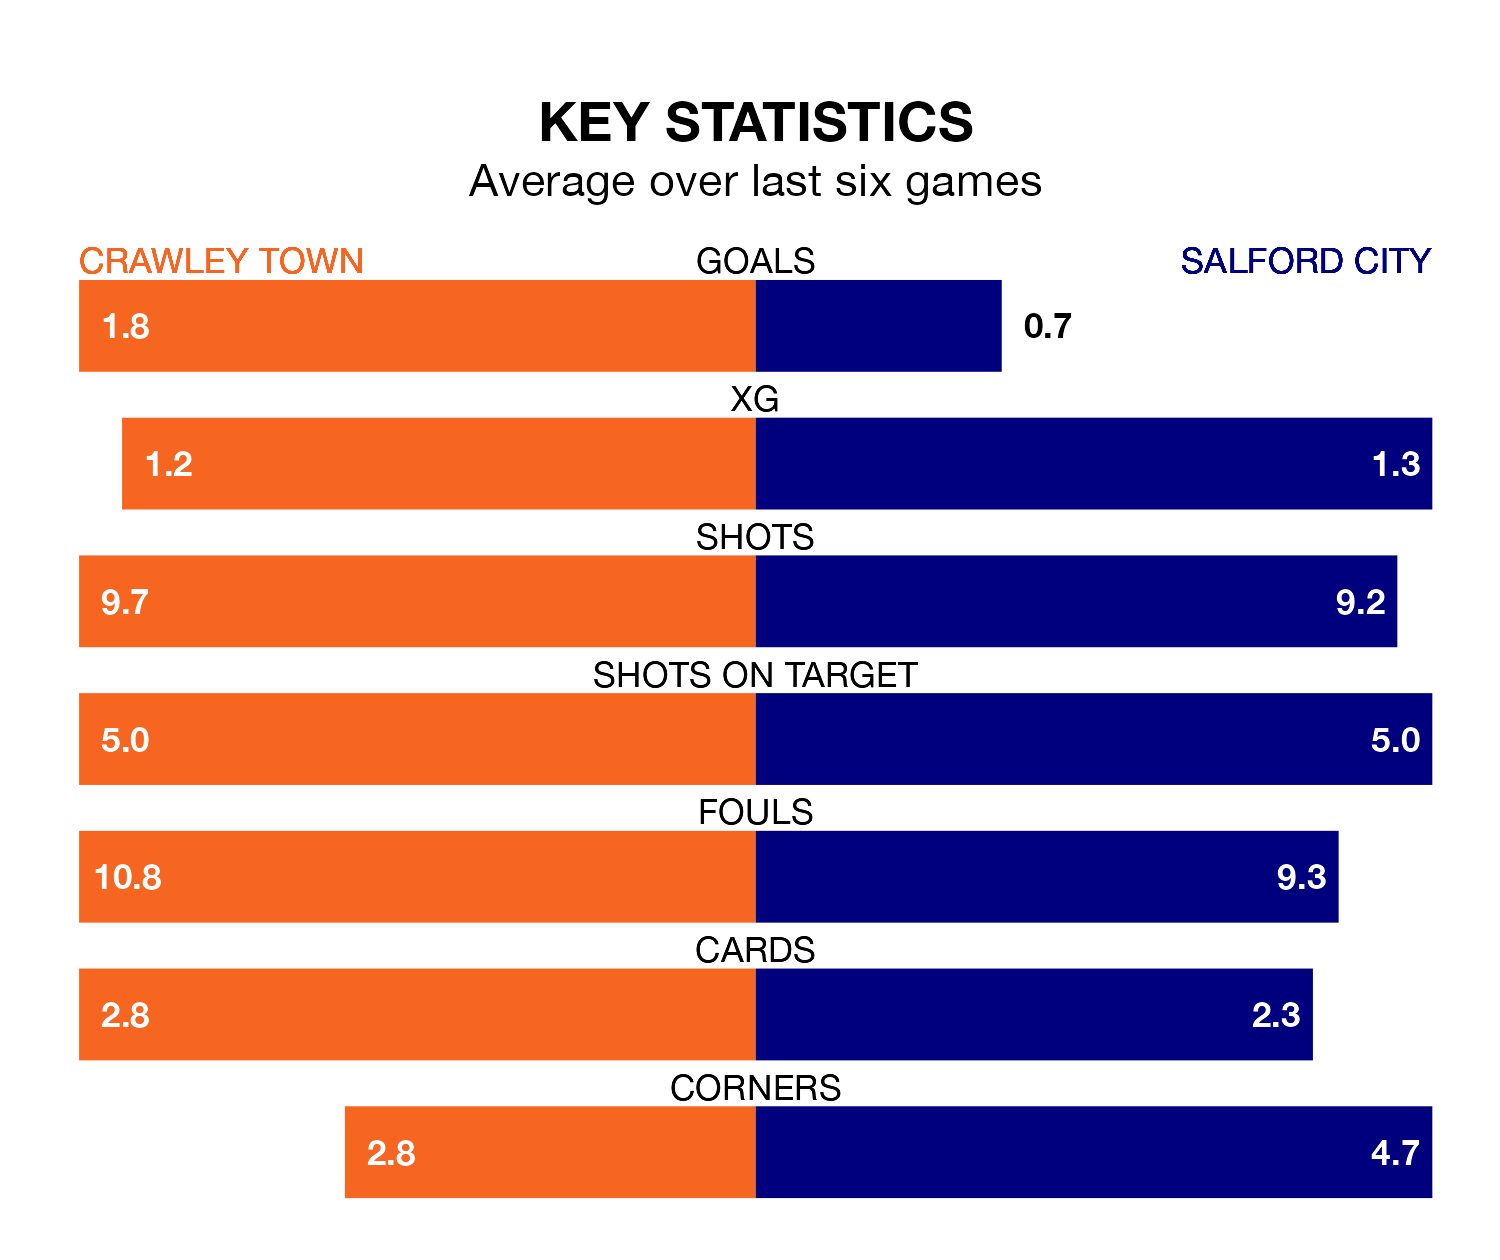 KEY STATISTICS
Average over last six games
CRAWLEY TOWN GOALS SALFORD CITY
1.8 0.7
XG
1.2 1.3
SHOTS
9.7 9.2
SHOTS ON TARGET
5.0 5.0
FOULS
10.8 9.3
CARDS
2.8 2.3
CORNERS
2.8 4.7